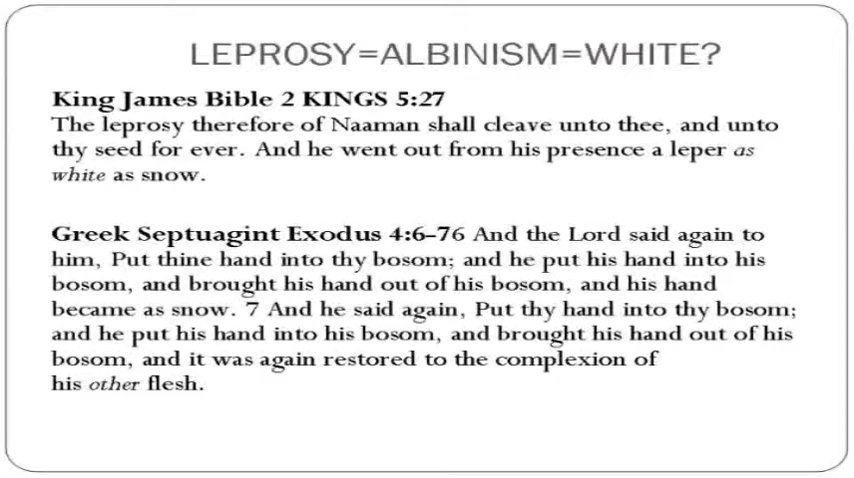 LEPROSY=ALBINISM=WHITE?
King James Bible 2 KINGS 5:27
The leprosy therefore of Naaman shall cleave unto thee, and unto
thy seed for ever. And he went out from his presence a leper as
white as snow.
Greek Septuagint Exodus 4:6-76 And the Lord said again to
him, Put thine hand into thy bosom; and he put his hand into his
bosom, and brought his hand out of his bosom, and his hand
became as snow. 7 And he said again, Put thy hand into thy bosom;
and he put his hand into his bosom, and brought his hand out of his
bosom, and it was again restored to the complexion of
his other flesh.